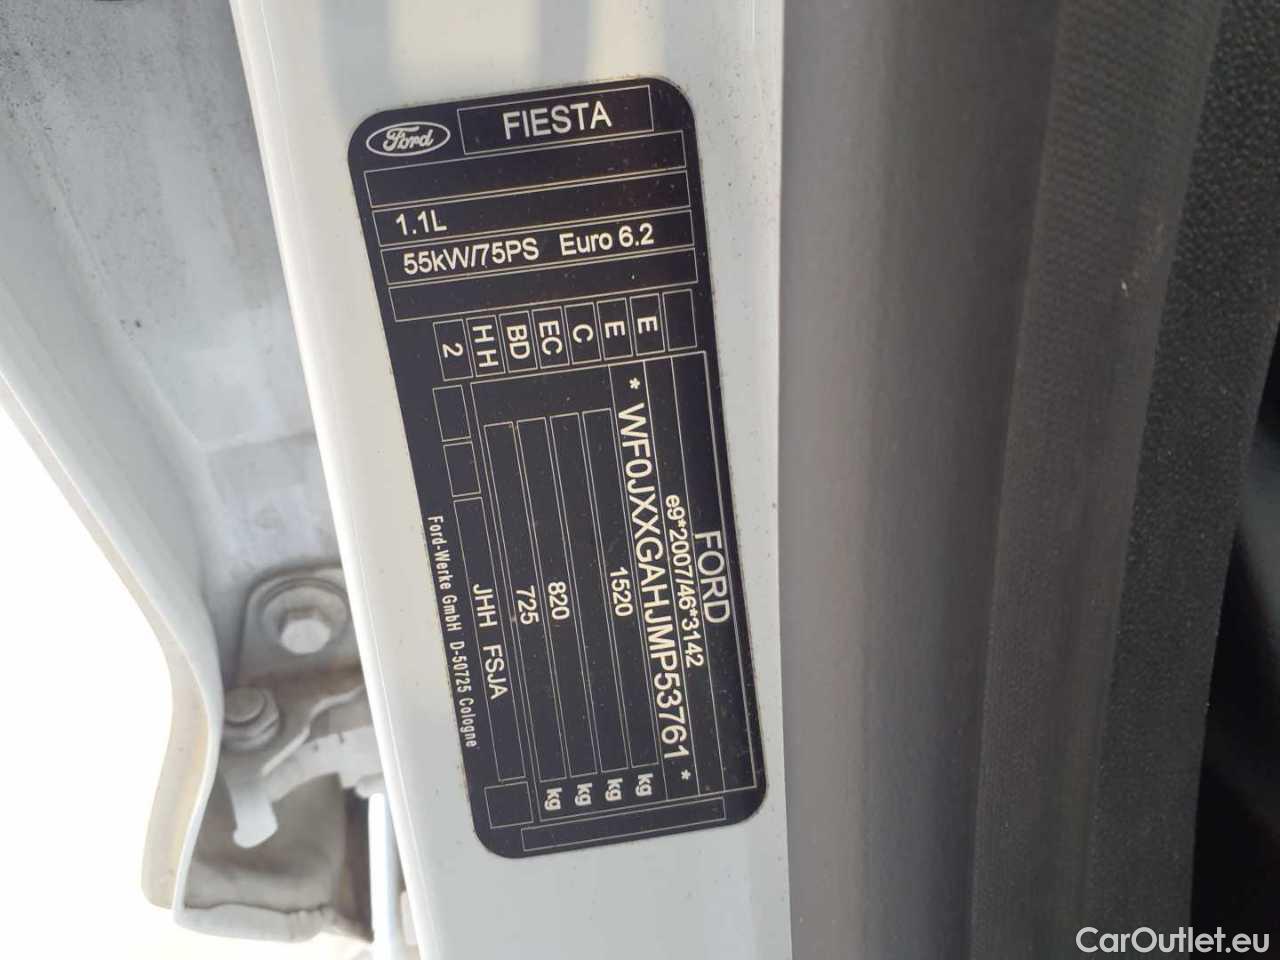 Ford
FIESTA
1.1L
55kW/75PS Euro 6.2
FORD
e9*2007/46*3142
* WF0JXXGAHJMP53761 *
1520 kg
kg
820 kg
725 kg
JHH FSJA
E
E
C
EC
BD
HH
2
Ford-Werke GmbH D-50725 Cologne
CarOutlet.eu